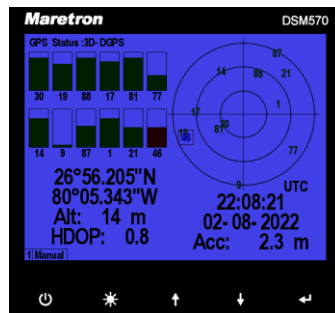 Maretron DSM570
GPS Status :3D- DGPS
30 19 88 17 81 77
14 9 87 1 21 46
87
14 88 21
17 1
30
19 81
46
77
9
26°56.205"N
80°05.343"W
Alt: 14 m
HDOP: 0.8
UTC
22:08:21
02- 08- 2022
Acc: 2.3 m
1 Manual